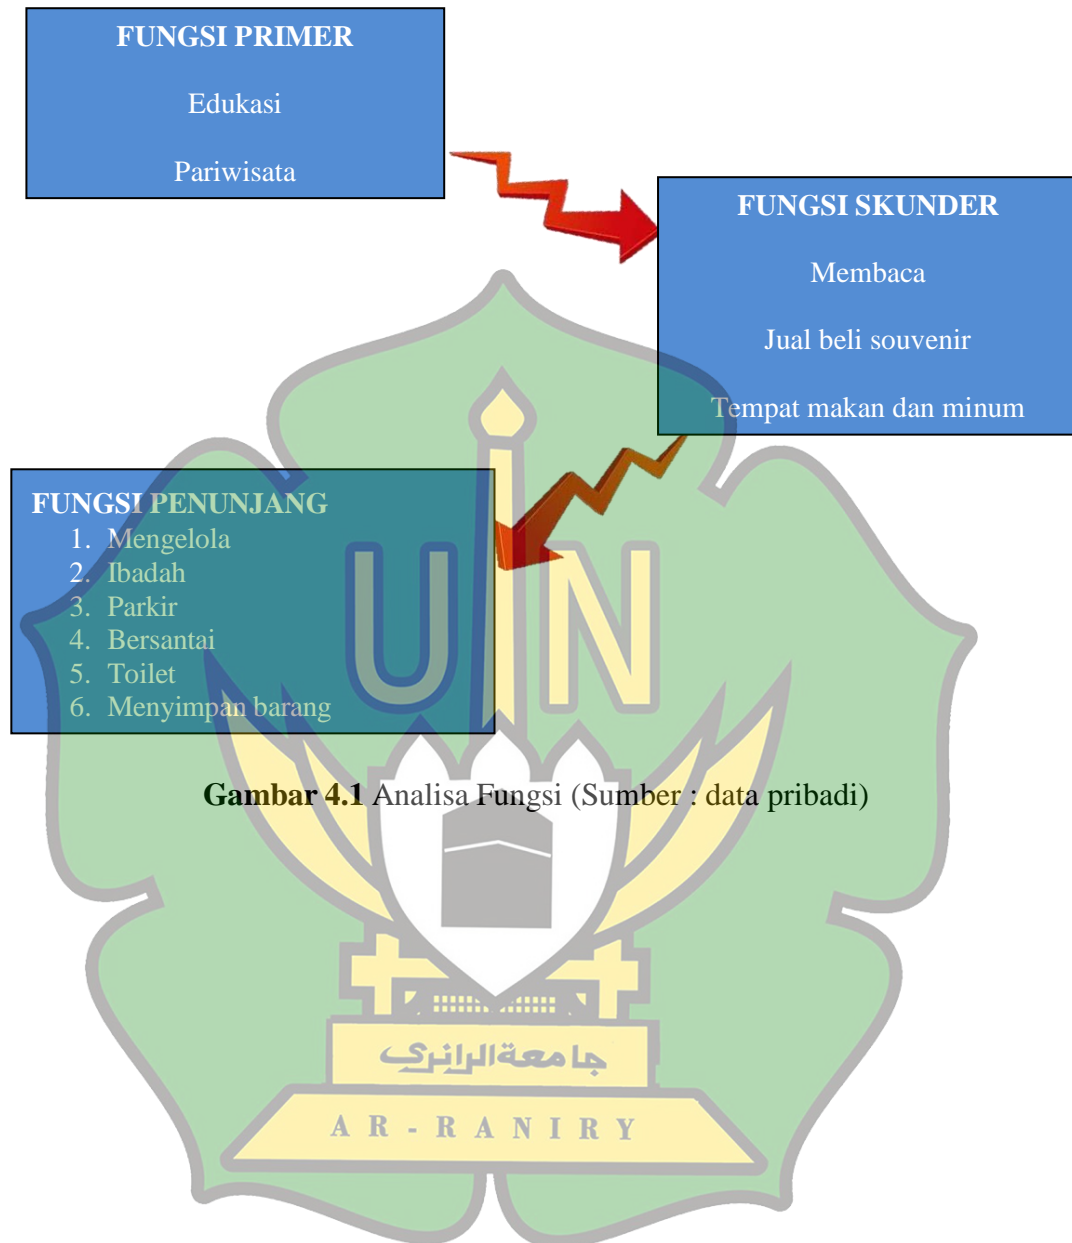 FUNGSI PRIMER
Edukasi
Pariwisata
FUNGSI SKUNDER
Membaca
Jual beli souvenir
Tempat makan dan minum
FUNGSI PENUNJANG
1. Mengelola
2. Ibadah
3. Parkir
4. Bersantai
5. Toilet
6. Menyimpan barang
UIN
Gambar 4.1 Analisa Fungsi (Sumber : data pribadi)
جامعة الرانري
AR-RANIRY